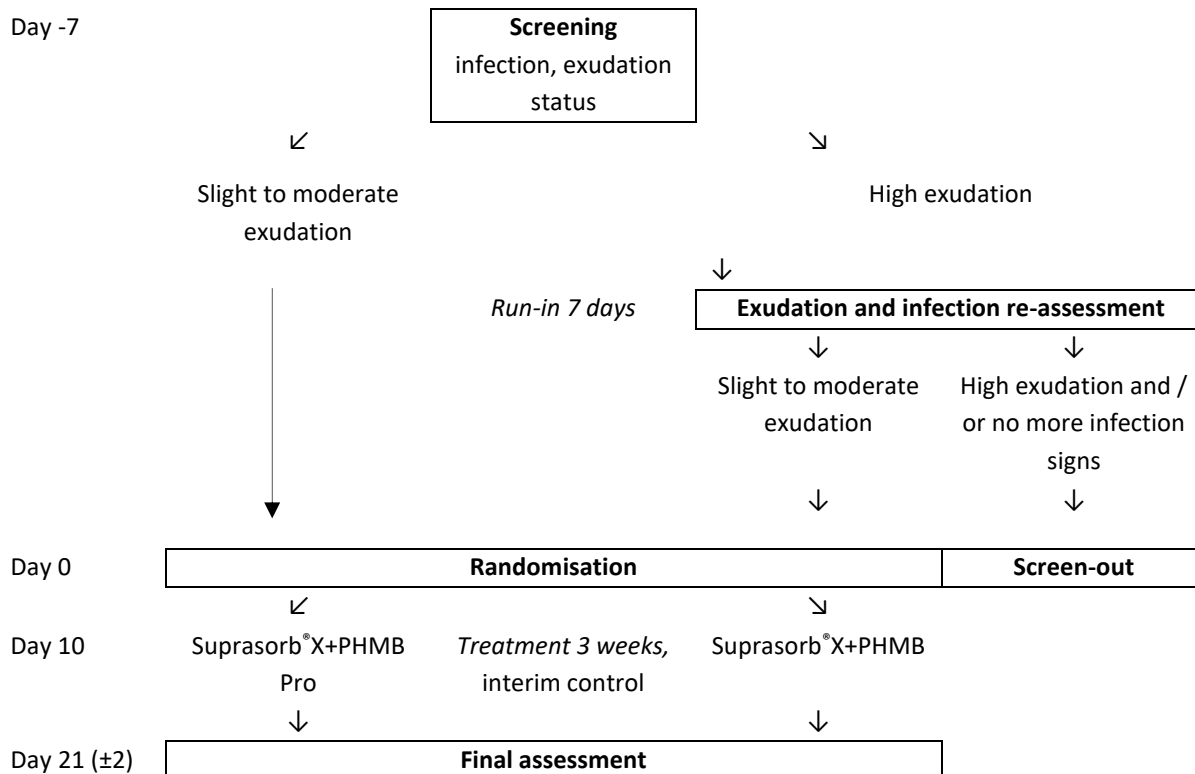 Day -7
Screening
infection, exudation
status
↙ ↘
Slight to moderate
exudation
High exudation
↓
Run-in 7 days
Exudation and infection re-assessment
↓ ↓
Slight to moderate
exudation
High exudation and /
or no more infection
signs
↓ ↓
Day 0
Randomisation
Screen-out
↙ ↘
Day 10
Suprasorb®X+PHMB
Pro
Treatment 3 weeks,
interim control
Suprasorb®X+PHMB
↓ ↓
Day 21 (±2)
Final assessment